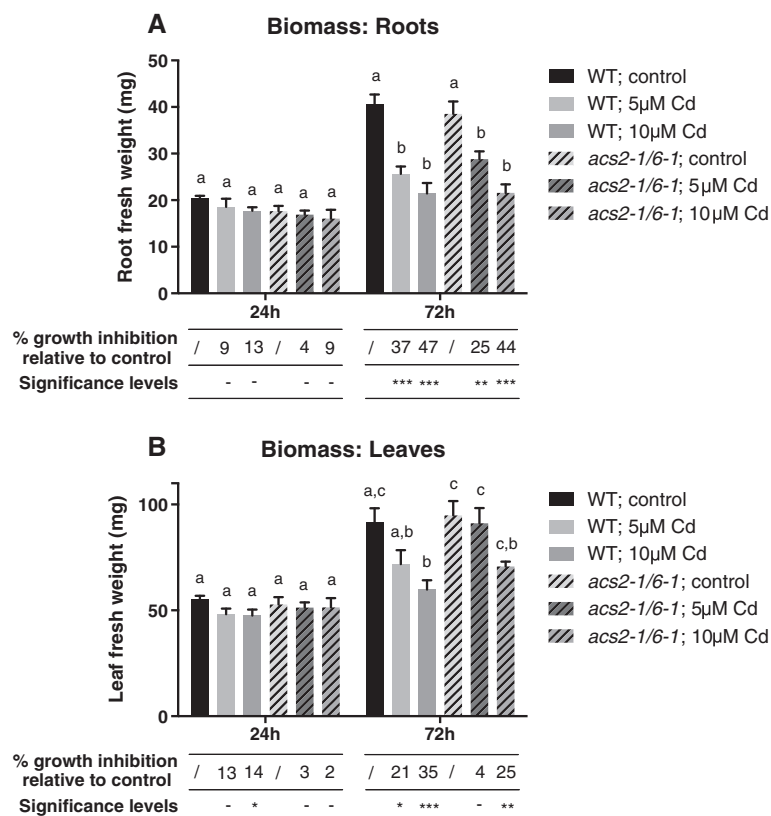 A
Biomass: Roots
Root fresh weight (mg)
50
40
30
20
10
0
a a a a a a
a b b a b b
24h 72h
WT; control
WT; 5µM Cd
WT; 10µM Cd
acs2-1/6-1; control
acs2-1/6-1; 5µM Cd
acs2-1/6-1; 10µM Cd
% growth inhibition
relative to control
/ 9 13 / 4 9 / 37 47 / 25 44
Significance levels - * - - *** *** ** ***
B
Biomass: Leaves
Leaf fresh weight (mg)
100
50
0
a a a a a a
a,c a,b b c c c,b
24h 72h
WT; control
WT; 5µM Cd
WT; 10µM Cd
acs2-1/6-1; control
acs2-1/6-1; 5µM Cd
acs2-1/6-1; 10µM Cd
% growth inhibition
relative to control
/ 13 14 / 3 2 / 21 35 / 4 25
Significance levels - * - - * *** - **